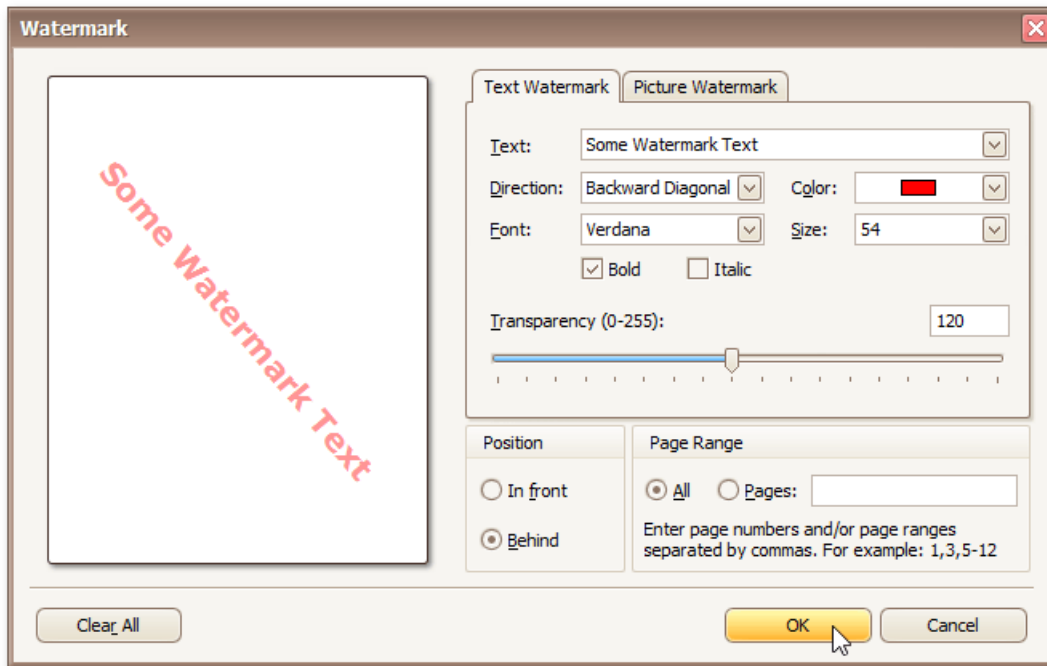 Watermark
Some Watermark Text
Text Watermark Picture Watermark
Text: Some Watermark Text
Direction: Backward Diagonal Color:
Font: Verdana Size: 54
Bold Italic
Transparency (0-255): 120
Position Page Range
In front All Pages:
Behind Enter page numbers and/or page ranges
separated by commas. For example: 1,3,5-12
Clear All OK Cancel